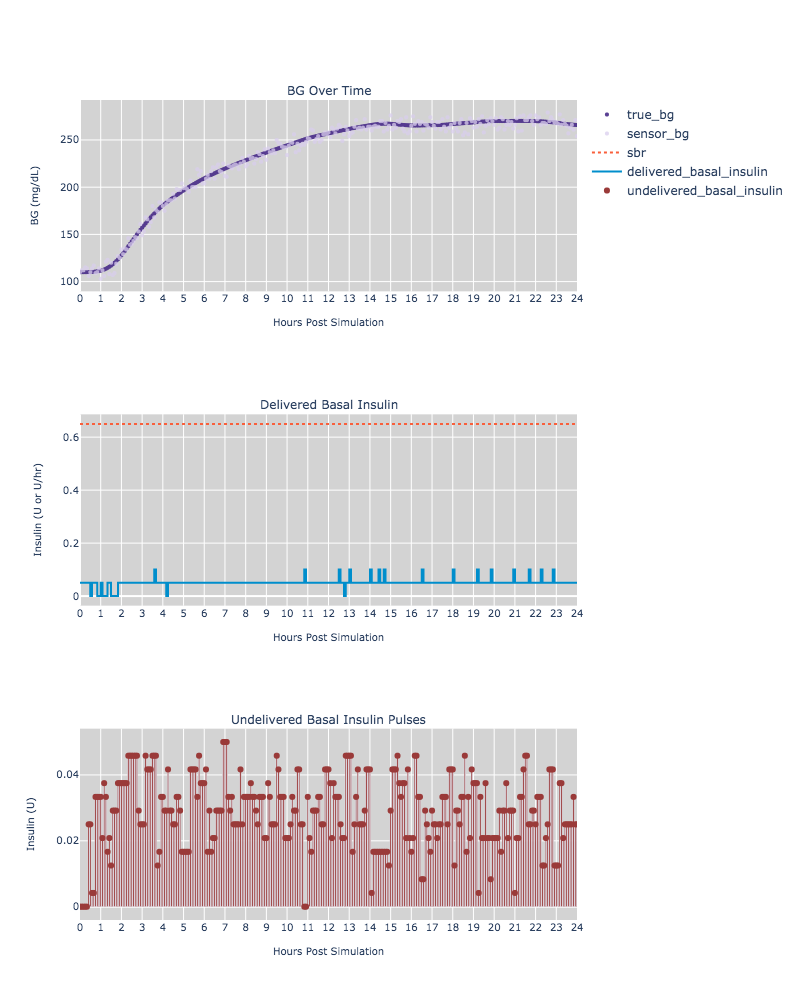 BG Over Time
BG (mg/dL)
250
200
150
100
0 1 2 3 4 5 6 7 8 9 10 11 12 13 14 15 16 17 18 19 20 21 22 23 24
Hours Post Simulation
true_bg
sensor_bg
sbr
delivered_basal_insulin
undelivered_basal_insulin
Delivered Basal Insulin
Insulin (U or U/hr)
0.6
0.4
0.2
0
0 1 2 3 4 5 6 7 8 9 10 11 12 13 14 15 16 17 18 19 20 21 22 23 24
Hours Post Simulation
Undelivered Basal Insulin Pulses
Insulin (U)
0.04
0.02
0
0 1 2 3 4 5 6 7 8 9 10 11 12 13 14 15 16 17 18 19 20 21 22 23 24
Hours Post Simulation